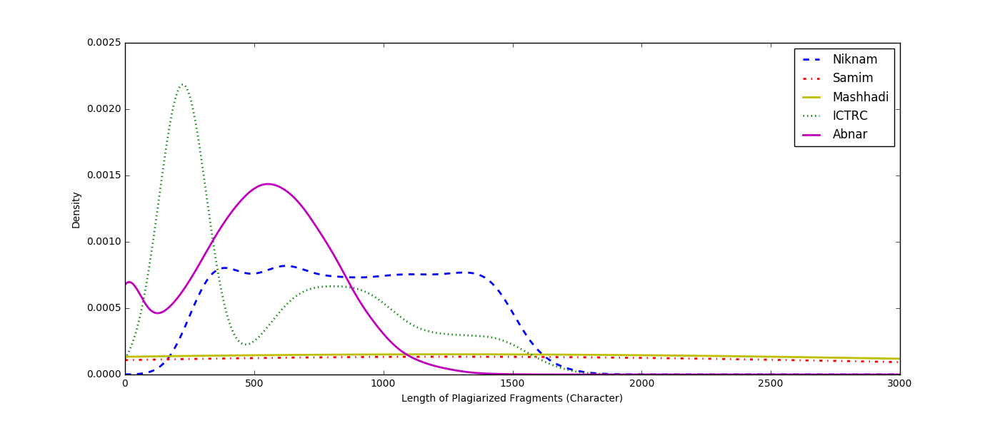 0.0025
0.0020
0.0015
0.0010
0.0005
0.0000
Density
0 500 1000 1500 2000 2500 3000
Length of Plagiarized Fragments (Character)
Niknam
Samim
Mashhadi
ICTRC
Abnar